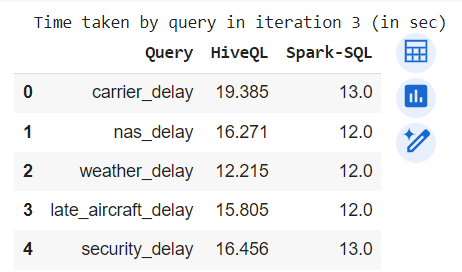 Time taken by query in iteration 3 (in sec)
Query HiveQL Spark-SQL
0 carrier_delay 19.385 13.0
1 nas_delay 16.271 12.0
2 weather_delay 12.215 12.0
3 late_aircraft_delay 15.805 12.0
4 security_delay 16.456 13.0